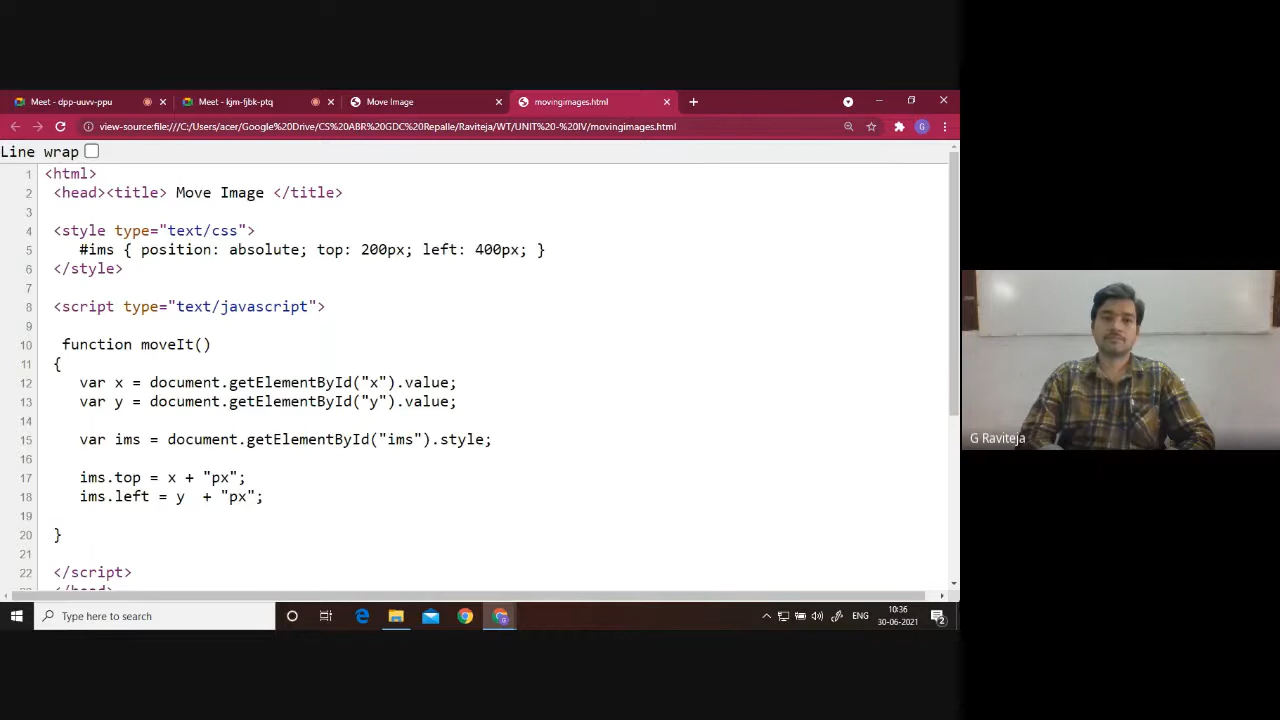 Meet - dpp-uuvv-ppu
Meet - kjm-fjbk-ptq
Move Image
movingimages.html
view-source:file:///C:/Users/acer/Google%20Drive/CS%20ABR%20GDC%20Repalle/Raviteja/WT/UNIT%20-%20IV/movingimages.html
G
Line wrap
1 <html>
2 <head><title> Move Image </title>
3
4 <style type="text/css">
5 #ims { position: absolute; top: 200px; left: 400px; }
6 </style>
7
8 <script type="text/javascript">
9
10 function moveIt()
11 {
12 var x = document.getElementById("x").value;
13 var y = document.getElementById("y").value;
14
15 var ims = document.getElementById("ims").style;
16
17 ims.top = x + "px";
18 ims.left = y  + "px";
19
20 }
21
22 </script>
G Raviteja
Type here to search
ENG
10:36
30-06-2021
2